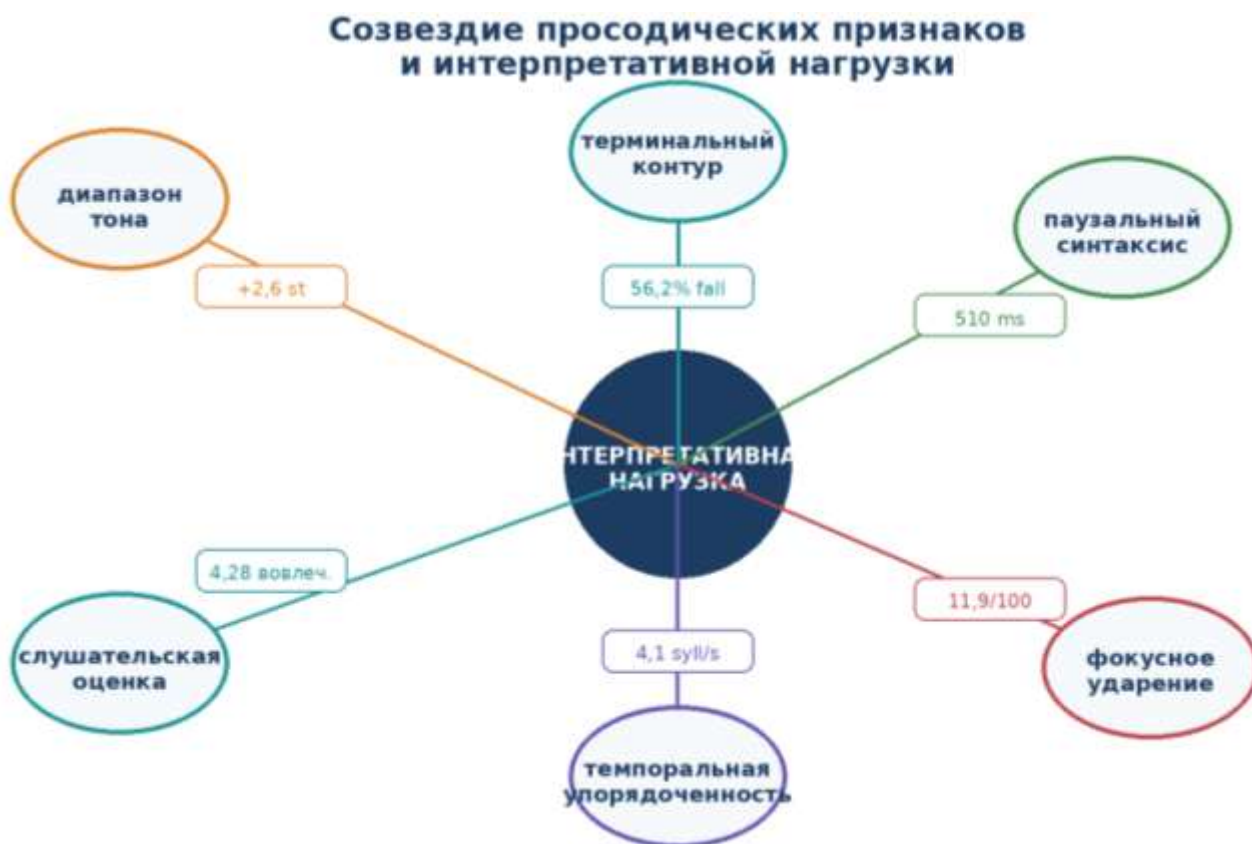 Созвездие просодических признаков
и интерпретативной нагрузки
терминальный
контур
диапазон
тона
паузальный
синтаксис
+2,6 st
56,2% fall
510 ms
НТЕРПРЕТАТИВНА
НАГРУЗКА
4,28 вовлеч.
11,9/100
4,1 syll/s
слушательская
оценка
фокусное
ударение
темпоральная
упорядоченность